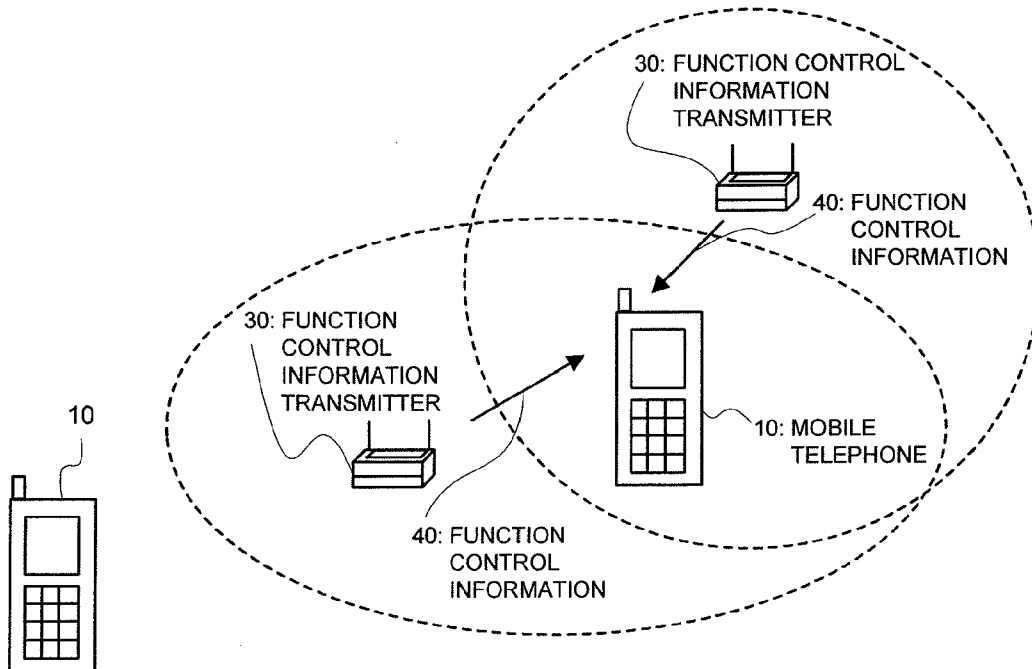 30: FUNCTION CONTROL
INFORMATION
TRANSMITTER
40: FUNCTION
CONTROL
INFORMATION
30: FUNCTION
CONTROL
INFORMATION
TRANSMITTER
10
10: MOBILE
TELEPHONE
40: FUNCTION
CONTROL
INFORMATION